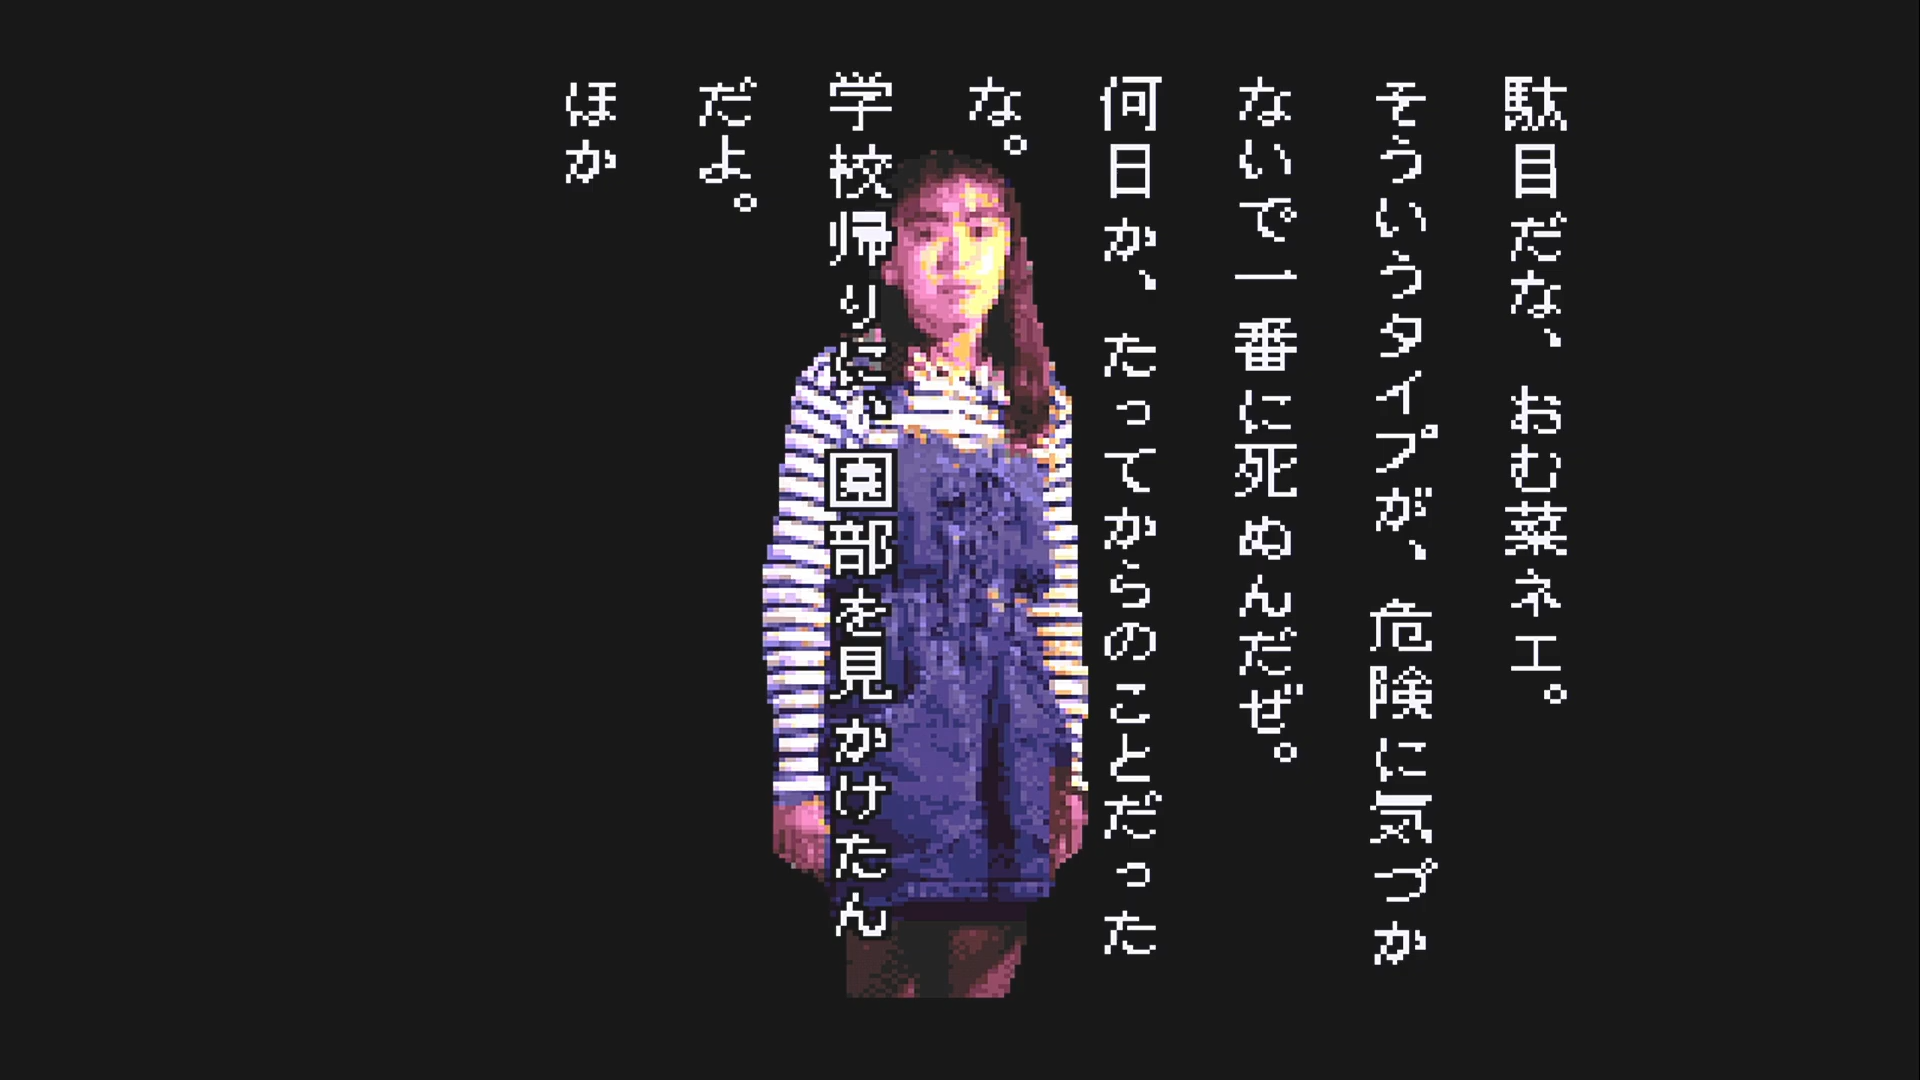 駄目だな、おむ菜ネエ。
そういうタイプが、危険に気づか
ないで一番に死ぬんだぜ。
何日か、たってからのことだった
な。
学校帰りに、園部を見かけたん
だよ。
ほか